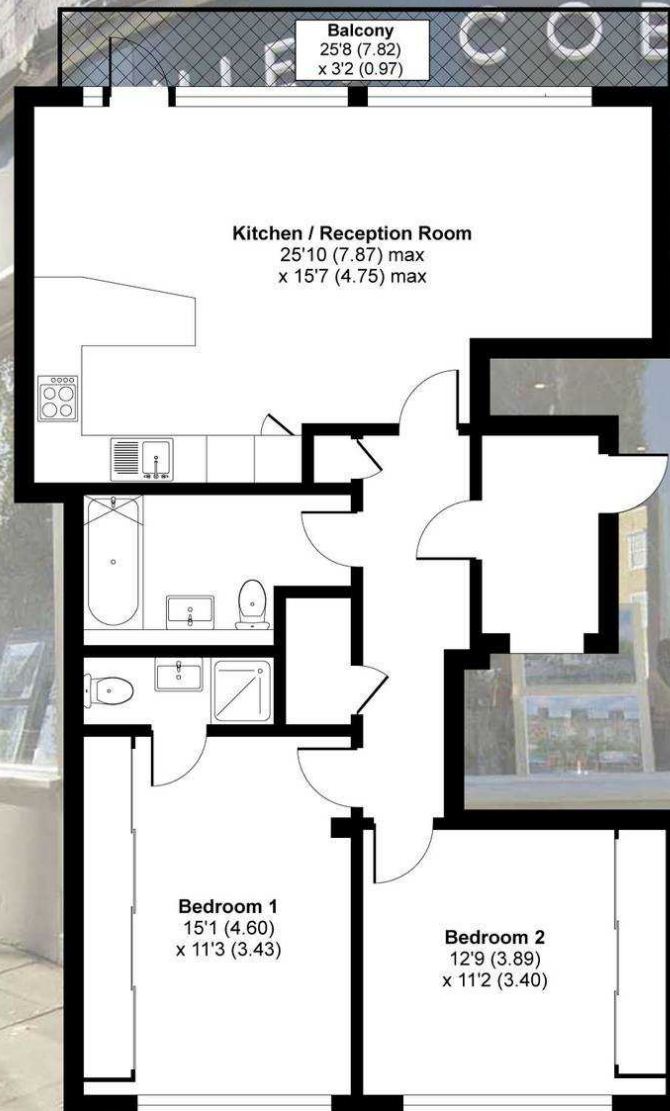 Balcony
25'8 (7.82)
x 3'2 (0.97)
COB
Kitchen / Reception Room
25'10 (7.87) max
x 15'7 (4.75) max
Bedroom 1
15'1 (4.60)
x 11'3 (3.43)
Bedroom 2
12'9 (3.89)
x 11'2 (3.40)